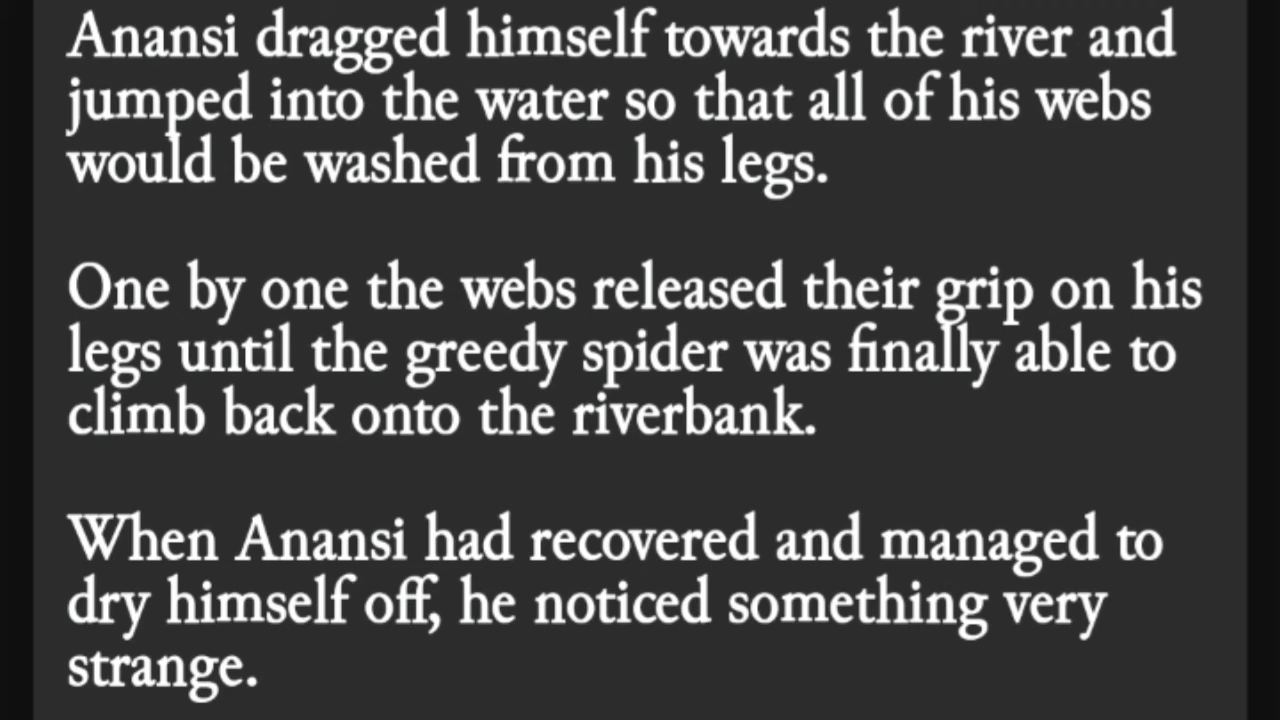 Anansi dragged himself towards the river and
jumped into the water so that all of his webs
would be washed from his legs.
One by one the webs released their grip on his
legs until the greedy spider was finally able to
climb back onto the riverbank.
When Anansi had recovered and managed to
dry himself off, he noticed something very
strange.